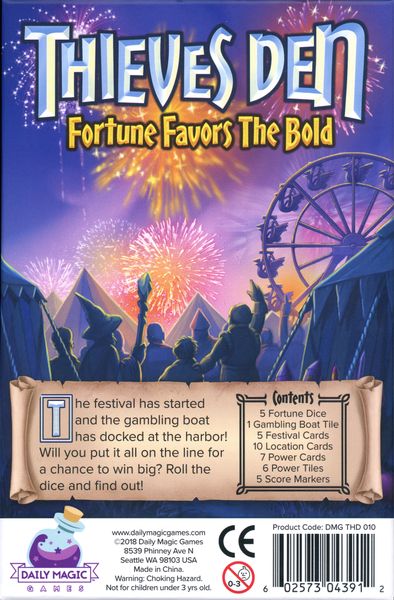 THIEVES DEN
Fortune Favors The Bold
The festival has started
and the gambling boat
has docked at the harbor!
Will you put it all on the line for
a chance to win big? Roll the
dice and find out!
Contents
5 Fortune Dice
1 Gambling Boat Tile
5 Festival Cards
10 Location Cards
7 Power Cards
6 Power Tiles
5 Score Markers
DAILY MAGIC
GAMES
www.dailymagicgames.com
©2018 Daily Magic Games
8539 Phinney Ave N
Seattle WA 98103 USA
Made in China.
Warning: Choking Hazard.
Not for children under 3 yrs old.
CE
0-3
Product Code: DMG THD 010
6 02573 04391 2